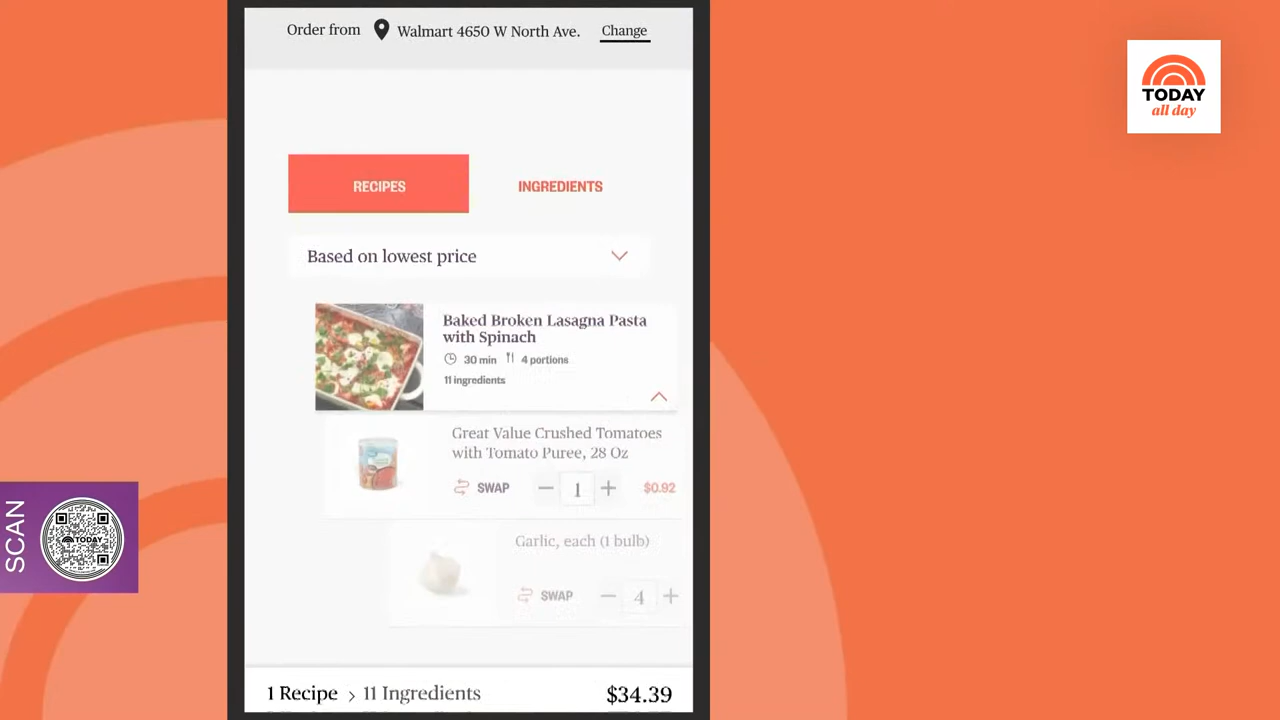 Order from Walmart 4650 W North Ave. Change
TODAY
all day
RECIPES INGREDIENTS
Based on lowest price
Baked Broken Lasagna Pasta
with Spinach
30 min 4 portions
11 ingredients
Great Value Crushed Tomatoes
with Tomato Puree, 28 Oz
SWAP 1 $0.92
Garlic, each (1 bulb)
SWAP 4
SCAN
TODAY
1 Recipe > 11 Ingredients $34.39